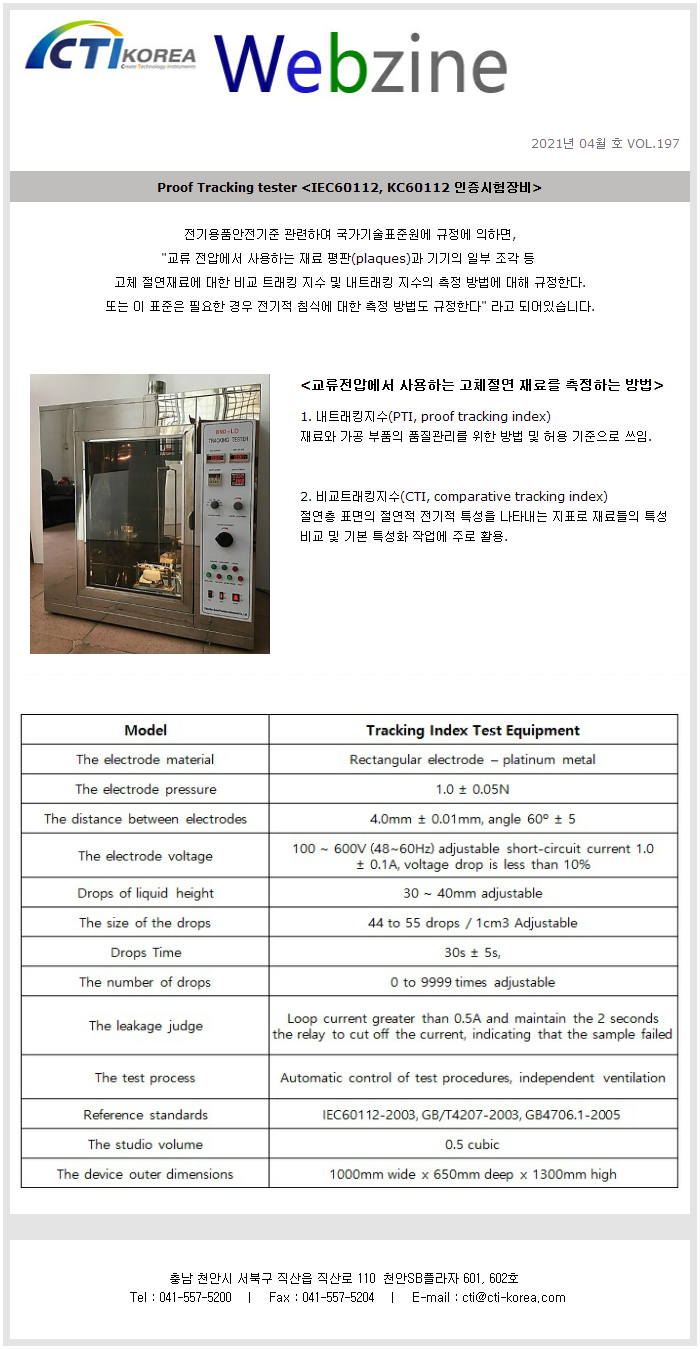 CTI KOREA
Create Technology Instruments
Webzine
2021년 04월 호 VOL.197
Proof Tracking tester <IEC60112, KC60112 인증시험장비>
전기용품안전기준 관련하여 국가기술표준원에 규정에 의하면,
"교류 전압에서 사용하는 재료 평판(plaques)과 기기의 일부 조각 등
고체 절연재료에 대한 비교 트래킹 지수 및 내트래킹 지수의 측정 방법에 대해 규정한다.
또는 이 표준은 필요한 경우 전기적 침식에 대한 측정 방법도 규정한다" 라고 되어있습니다.
<교류전압에서 사용하는 고체절연 재료를 측정하는 방법>
1. 내트래킹지수(PTI, proof tracking index)
재료와 가공 부품의 품질관리를 위한 방법 및 허용 기준으로 쓰임.
2. 비교트래킹지수(CTI, comparative tracking index)
절연층 표면의 절연적 전기적 특성을 나타내는 지표로 재료들의 특성
비교 및 기본 특성화 작업에 주로 활용.
TRACKING TESTER
Model Tracking Index Test Equipment
The electrode material Rectangular electrode – platinum metal
The electrode pressure 1.0 ± 0.05N
The distance between electrodes 4.0mm ± 0.01mm, angle 60º ± 5
The electrode voltage 100 ~ 600V (48~60Hz) adjustable short-circuit current 1.0
± 0.1A, voltage drop is less than 10%
Drops of liquid height 30 ~ 40mm adjustable
The size of the drops 44 to 55 drops / 1cm3 Adjustable
Drops Time 30s ± 5s,
The number of drops 0 to 9999 times adjustable
The leakage judge Loop current greater than 0.5A and maintain the 2 seconds
the relay to cut off the current, indicating that the sample failed
The test process Automatic control of test procedures, independent ventilation
Reference standards IEC60112-2003, GB/T4207-2003, GB4706.1-2005
The studio volume 0.5 cubic
The device outer dimensions 1000mm wide x 650mm deep x 1300mm high
충남 천안시 서북구 직산읍 직산로 110 천안SB플라자 601, 602호
Tel : 041-557-5200 | Fax : 041-557-5204 | E-mail : cti@cti-korea.com